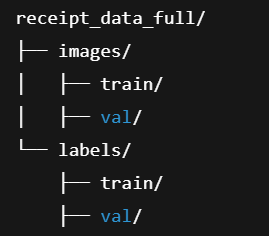 receipt_data_full/
├── images/
│   ├── train/
│   ├── val/
└── labels/
    ├── train/
    ├── val/